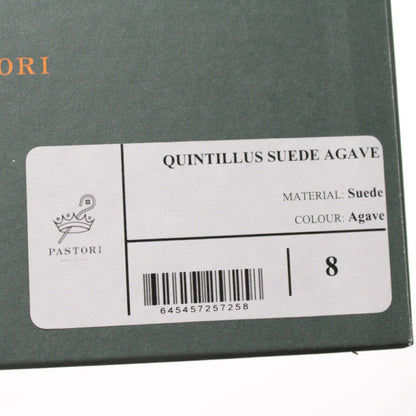 ORI
QUINTILLUS SUEDE AGAVE
MATERIAL: Suede
COLOUR: Agave
PASTORI
8
645457257258